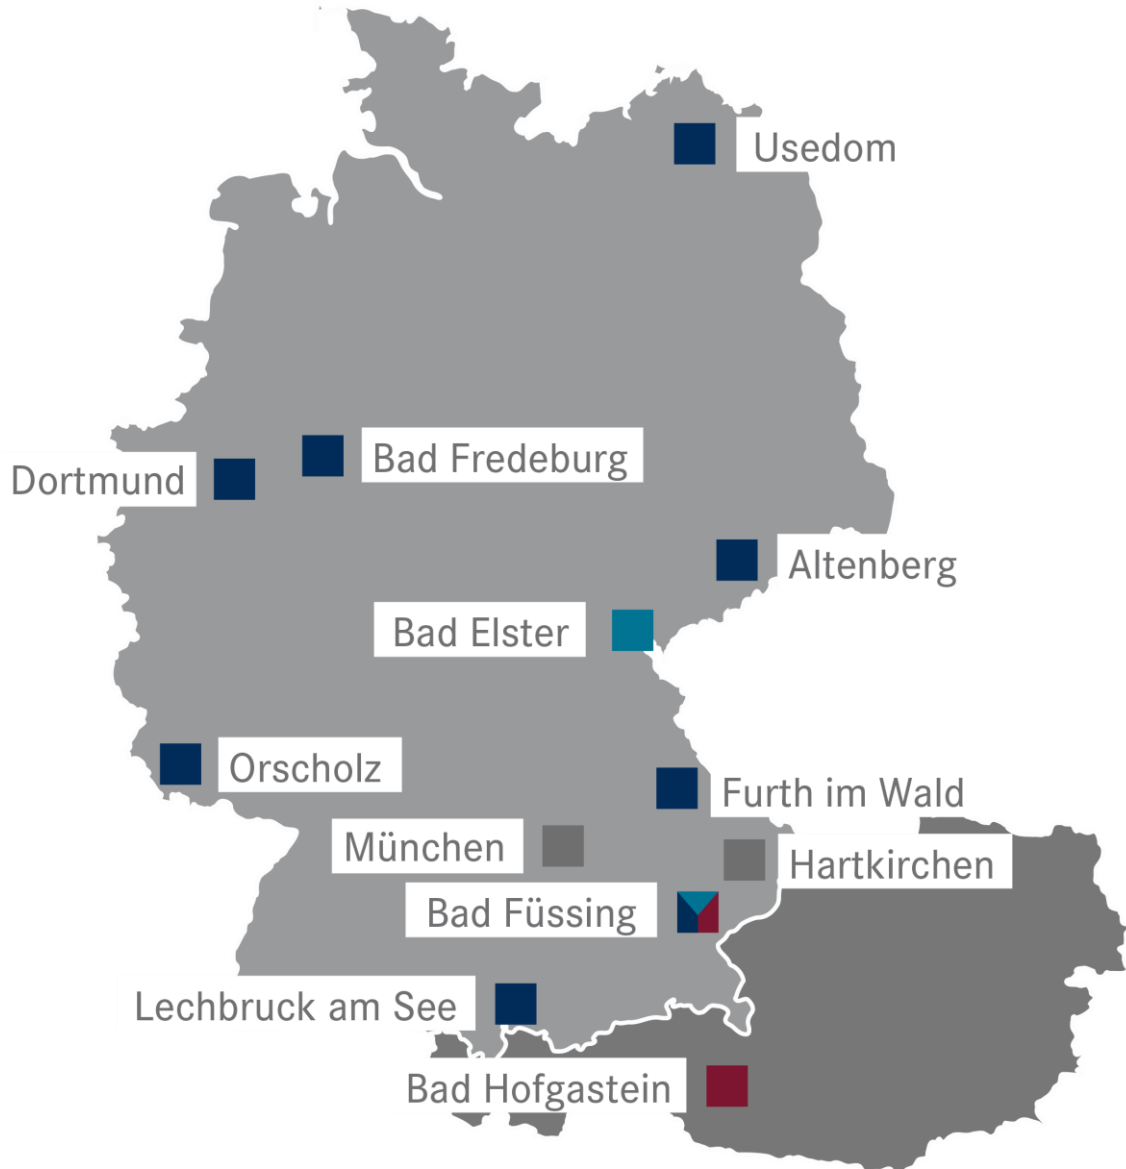 Usedom
Bad Fredeburg
Dortmund
Altenberg
Bad Elster
Orscholz
Furth im Wald
München
Hartkirchen
Bad Füssing
Lechbruck am See
Bad Hofgastein